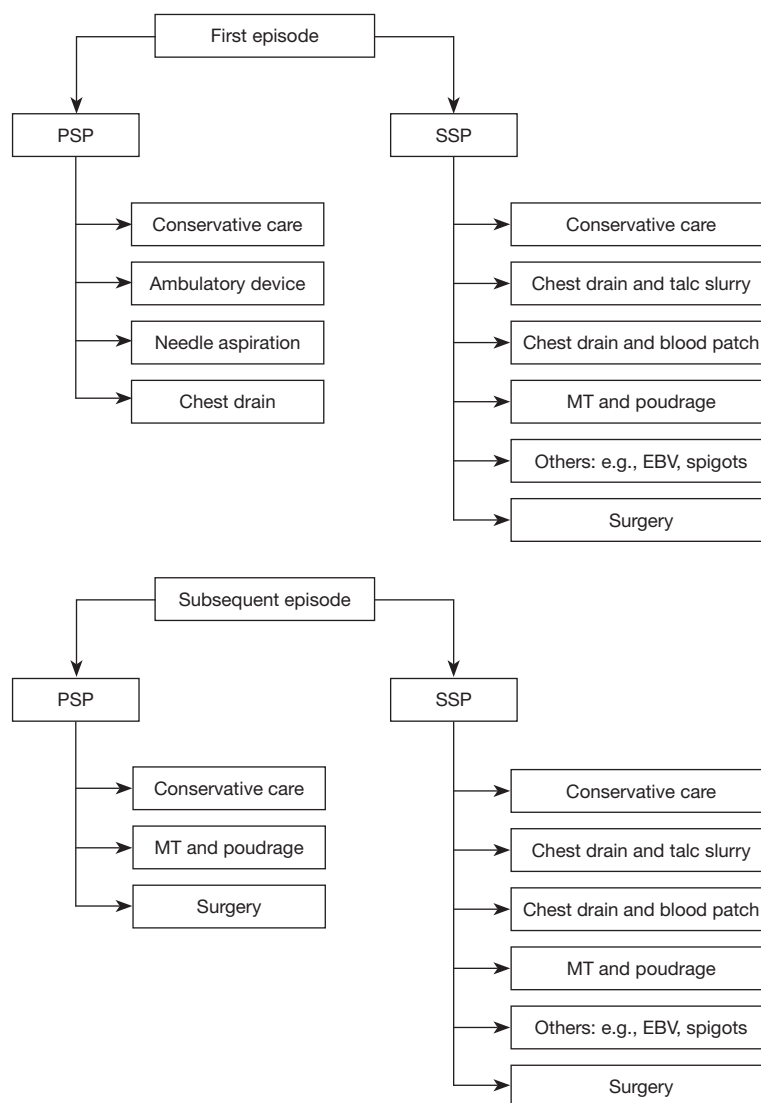 First episode
PSP
SSP
Conservative care
Ambulatory device
Needle aspiration
Chest drain
Conservative care
Chest drain and talc slurry
Chest drain and blood patch
MT and poudrage
Others: e.g., EBV, spigots
Surgery
Subsequent episode
PSP
SSP
Conservative care
MT and poudrage
Surgery
Conservative care
Chest drain and talc slurry
Chest drain and blood patch
MT and poudrage
Others: e.g., EBV, spigots
Surgery